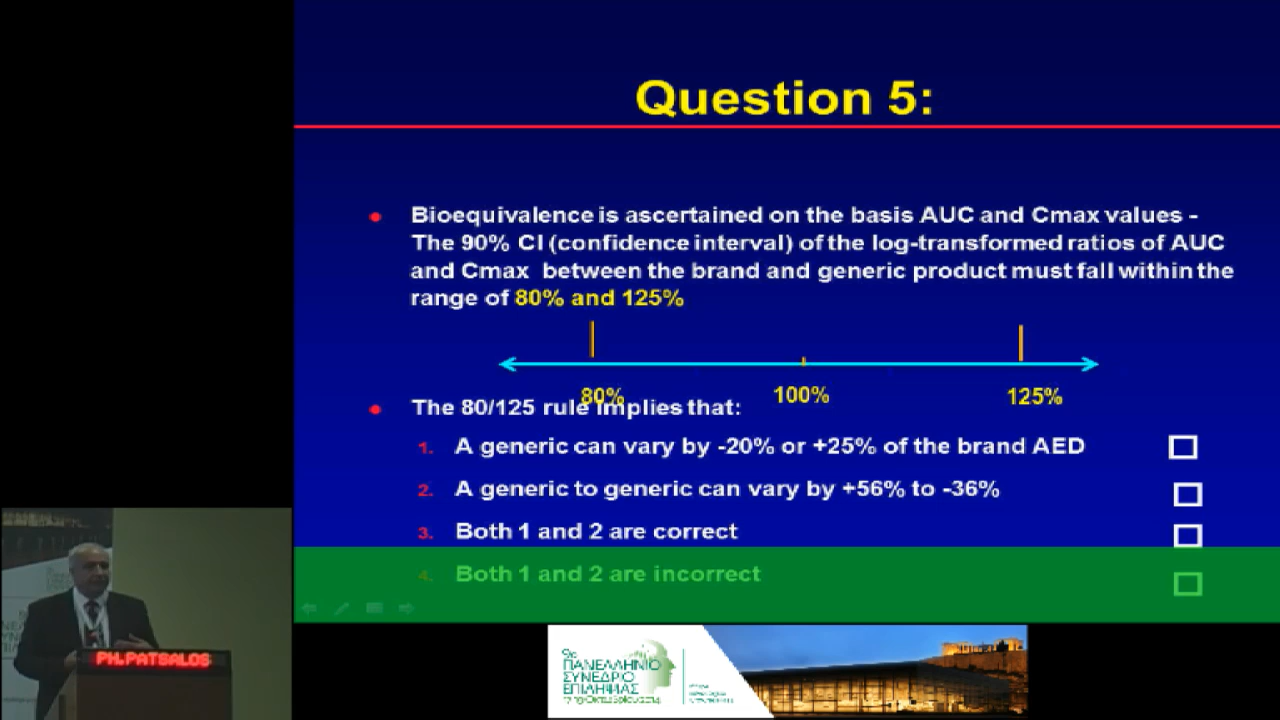 Question 5:
Bioequivalence is ascertained on the basis AUC and Cmax values -
The 90% CI (confidence interval) of the log-transformed ratios of AUC
and Cmax between the brand and generic product must fall within the
range of 80% and 125%
80% 100% 125%
The 80/125 rule implies that:
1. A generic can vary by -20% or +25% of the brand AED
2. A generic to generic can vary by +56% to -36%
3. Both 1 and 2 are correct
4. Both 1 and 2 are incorrect
PH.PATSALOS
9ο
ΠΑΝΕΛΛΗΝΙΟ
ΣΥΝΕΔΡΙΟ
ΕΠΙΛΗΨΙΑΣ